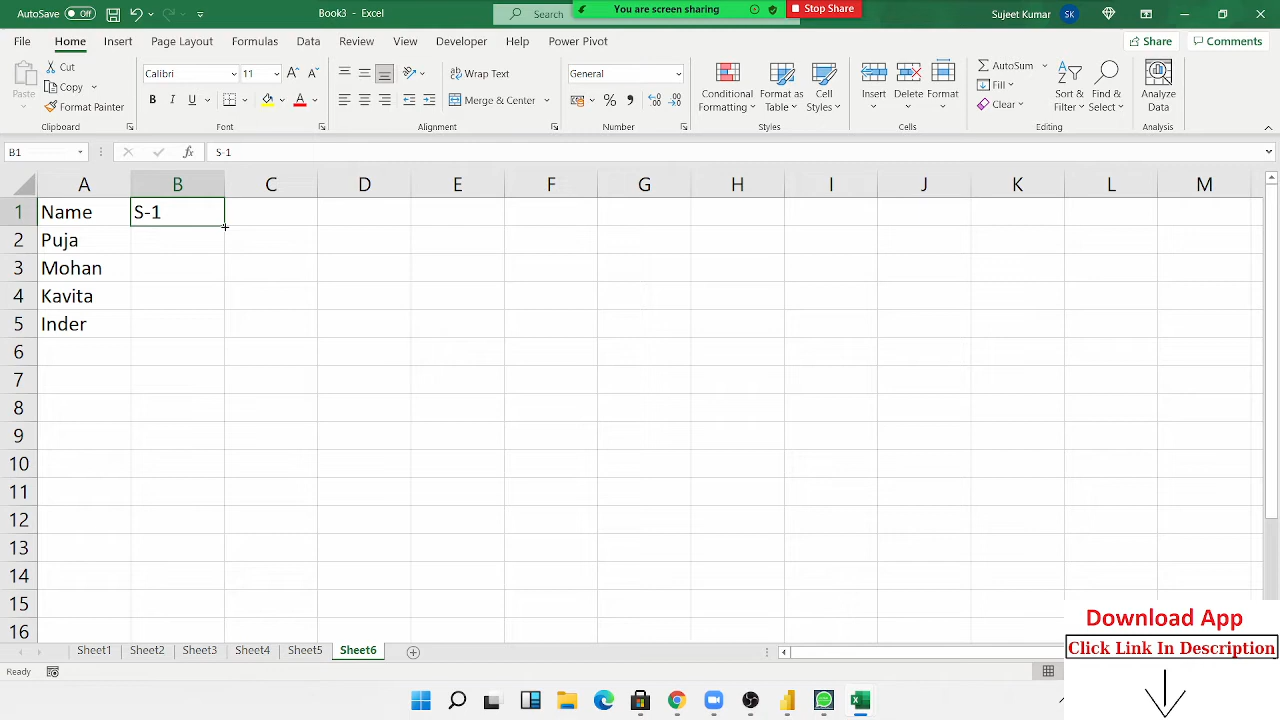 AutoSave Off Book3 - Excel Search You are screen sharing Stop Share Sujeet Kumar SK
File Home Insert Page Layout Formulas Data Review View Developer Help Power Pivot Share Comments
Paste Cut Copy Format Painter Clipboard
Calibri 11 B I U A Font
Wrap Text Merge & Center Alignment
General % , Number
Conditional Formatting Format as Table Cell Styles Styles
Insert Delete Format Cells
AutoSum Fill Clear Sort & Filter Find & Select Editing
Analyze Data Analysis
B1 fx S-1
A B C D E F G H I J K L M
1 Name S-1
2 Puja
3 Mohan
4 Kavita
5 Inder
6
7
8
9
10
11
12
13
14
15
16
Download App
Click Link In Description
Sheet1 Sheet2 Sheet3 Sheet4 Sheet5 Sheet6
Ready